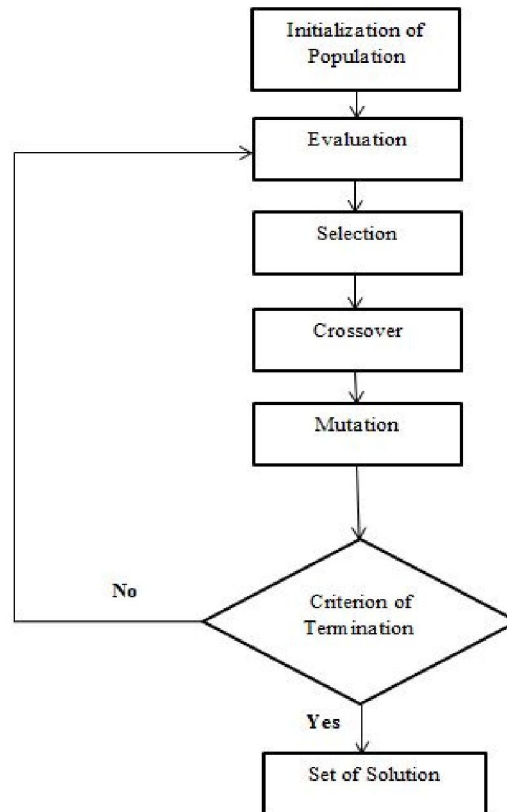 Initialization of
Population
Evaluation
Selection
Crossover
Mutation
No
Criterion of
Termination
Yes
Set of Solution